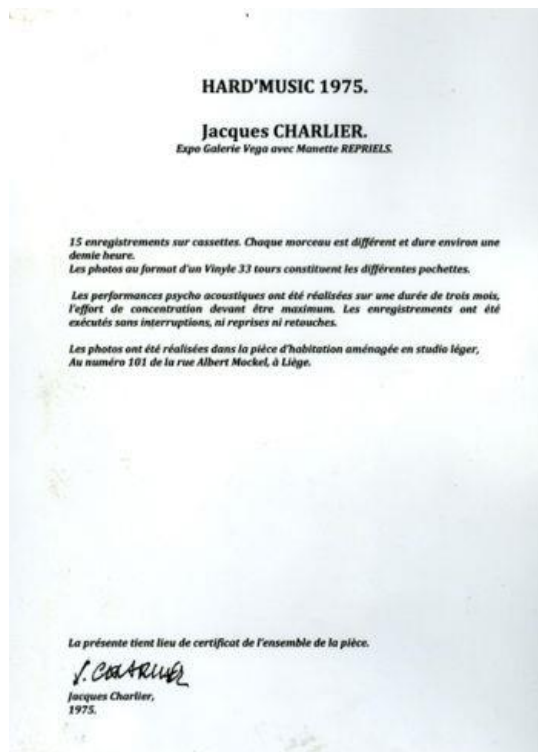 HARD'MUSIC 1975.
Jacques CHARLIER.
Expo Galerie Vega avec Manette REPRIELS.
15 enregistrements sur cassettes. Chaque morceau est différent et dure environ une
demie heure.
Les photos au format d'un Vinyle 33 tours constituent les différentes pochettes.
Les performances psycho acoustiques ont été réalisées sur une durée de trois mois,
l'effort de concentration devant être maximum. Les enregistrements ont été
exécutés sans interruptions, ni reprises ni retouches.
Les photos ont été réalisées dans la pièce d'habitation aménagée en studio léger,
Au numéro 101 de la rue Albert Mockel, à Liège.
La présente tient lieu de certificat de l'ensemble de la pièce.
J. CHARLIER
Jacques Charlier,
1975.